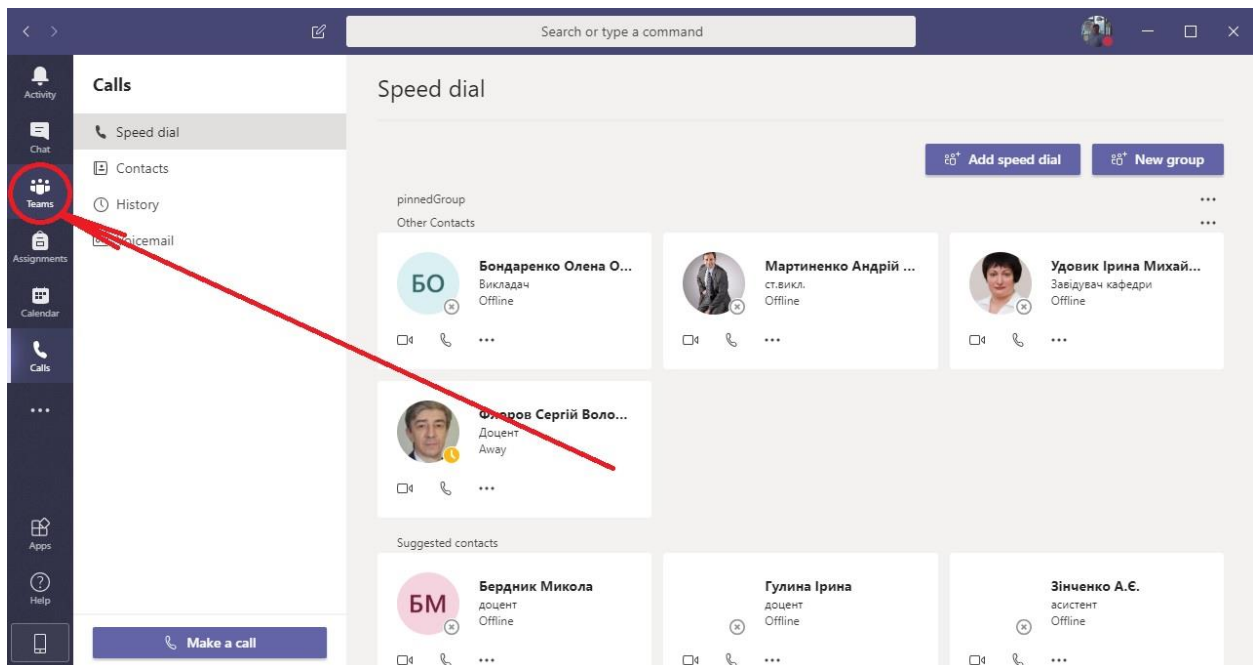 Search or type a command
Activity
Chat
Teams
Assignments
Calendar
Calls
Apps
Help
Calls
Speed dial
Contacts
History
Voicemail
Make a call
Speed dial
Add speed dial
New group
pinnedGroup
Other Contacts
Бондаренко Олена О...
Викладач
Offline
Мартиненко Андрій ...
ст.викл.
Offline
Удовик Ірина Михай...
Завідувач кафедри
Offline
Флоров Сергій Воло...
Доцент
Away
Suggested contacts
БО
БМ
Бердник Микола
доцент
Offline
Гулина Ірина
доцент
Offline
Зінченко А.Є.
асистент
Offline